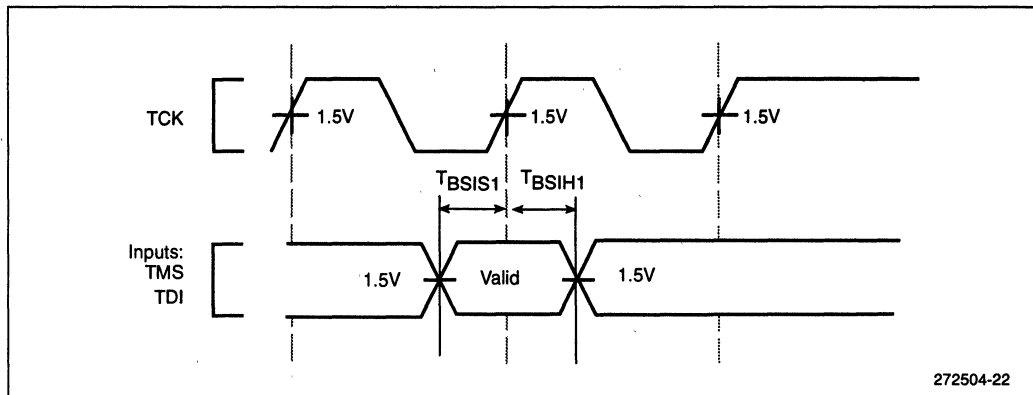 TCK
1.5V
1.5V
1.5V
TBSIS1
TBSIH1
Inputs:
TMS
TDI
1.5V
Valid
1.5V
272504-22